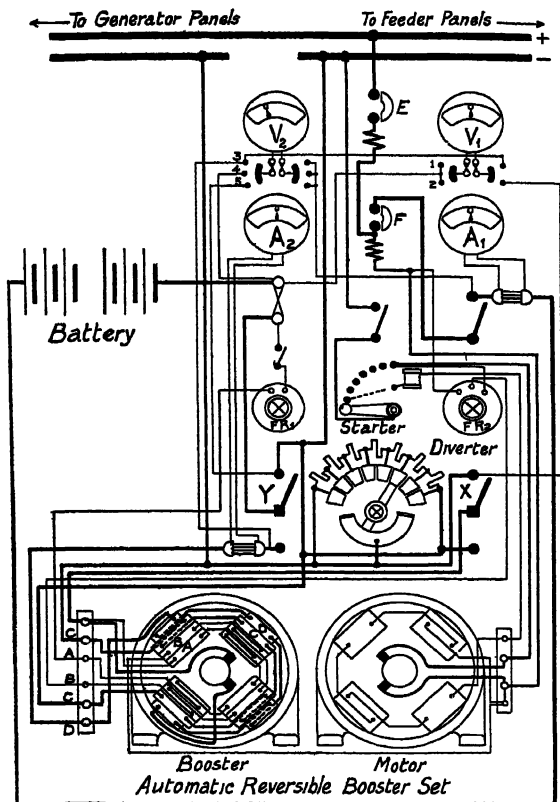 To Generator Panels
To Feeder Panels
+
−
V2
E
V1
3
4
5
1
2
A2
F
A1
Battery
FR1
Starter
FR2
Diverter
Y
X
C
A
B
C
D
Booster
Motor
Automatic Reversible Booster Set